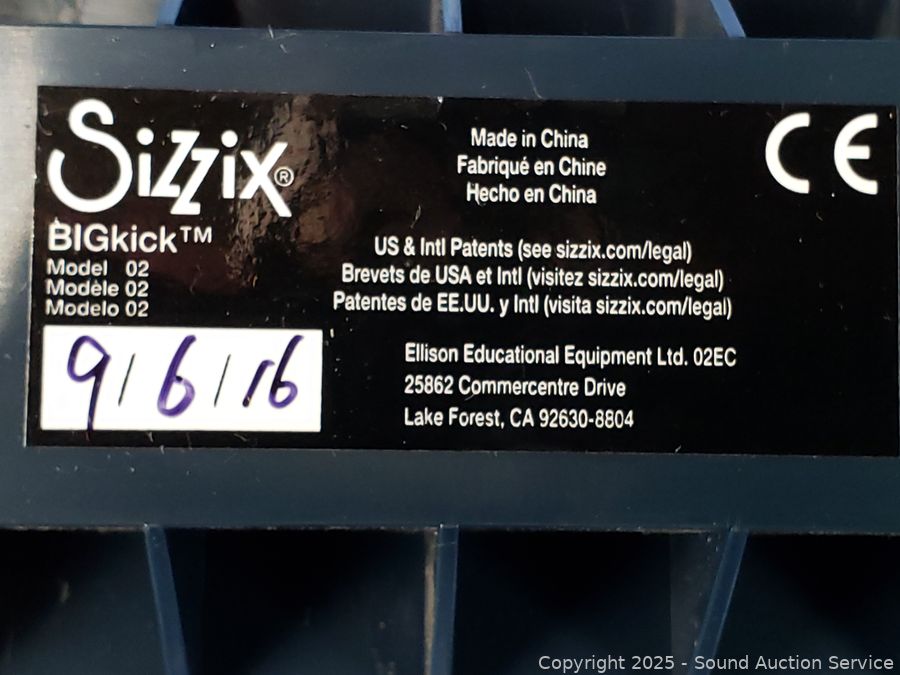 Sizzix®
BIGkick™
Model 02
Modèle 02
Modelo 02
9/6/16
Made in China
Fabriqué en Chine
Hecho en China
US & Intl Patents (see sizzix.com/legal)
Brevets de USA et Intl (visitez sizzix.com/legal)
Patentes de EE.UU. y Intl (visita sizzix.com/legal)
Ellison Educational Equipment Ltd. 02EC
25862 Commercentre Drive
Lake Forest, CA 92630-8804
CE
Copyright 2025 - Sound Auction Service